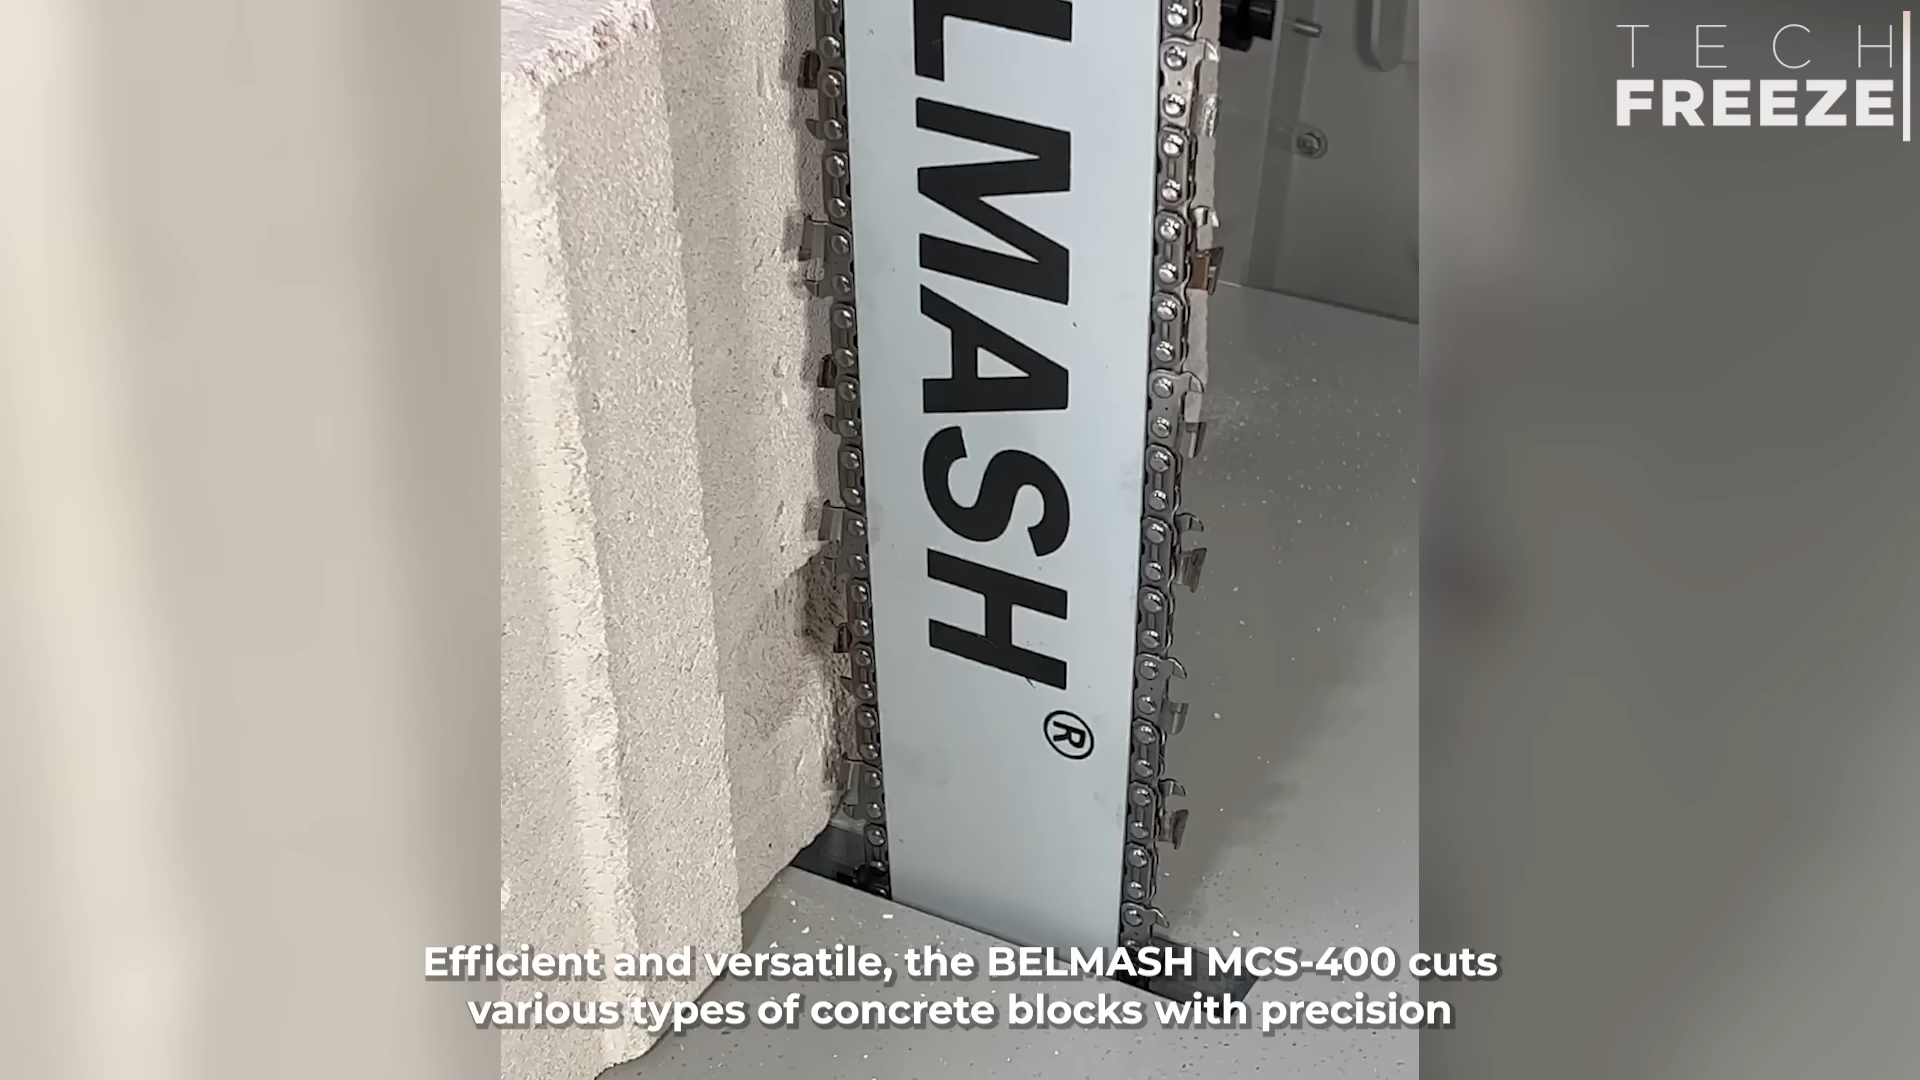 TECH
FREEZE
LMASH®
Efficient and versatile, the BELMASH MCS-400 cuts
various types of concrete blocks with precision